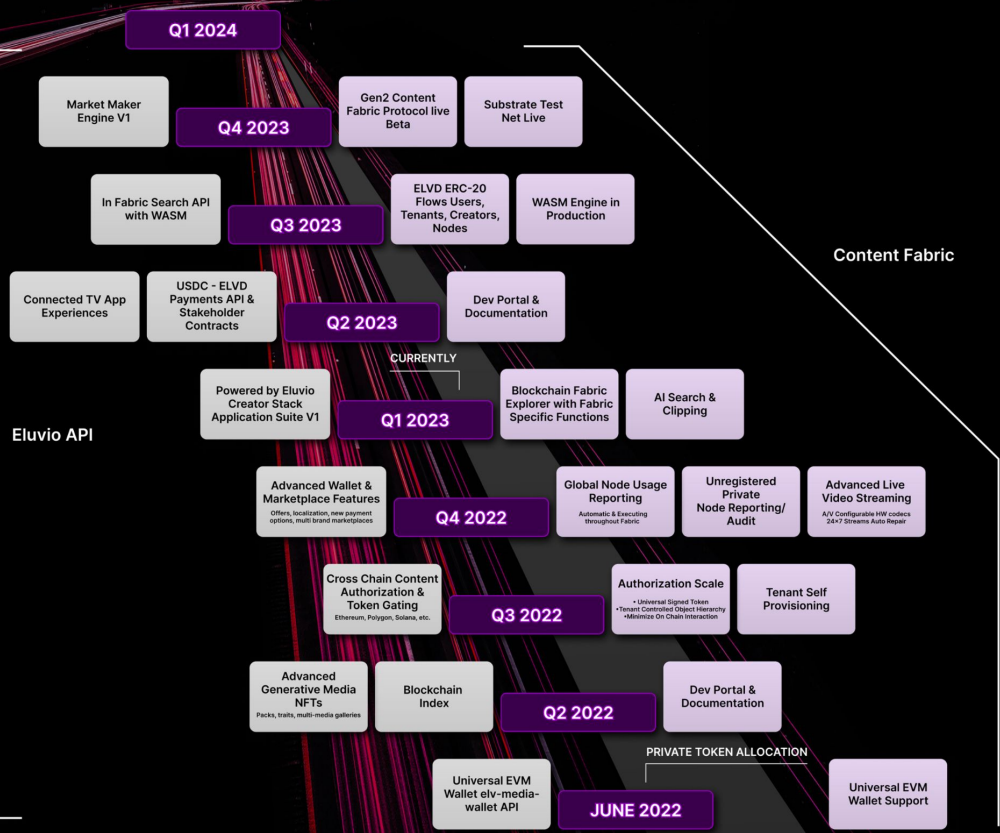 Q1 2024
Market Maker
Engine V1
Q4 2023
Gen2 Content
Fabric Protocol live
Beta
Substrate Test
Net Live
In Fabric Search API
with WASM
Q3 2023
ELVD ERC-20
Flows Users,
Tenants, Creators,
Nodes
WASM Engine in
Production
Content Fabric
Connected TV App
Experiences
USDC - ELVD
Payments API &
Stakeholder
Contracts
Q2 2023
Dev Portal &
Documentation
CURRENTLY
Powered by Eluvio
Creator Stack
Application Suite V1
Q1 2023
Blockchain Fabric
Explorer with Fabric
Specific Functions
AI Search &
Clipping
Eluvio API
Advanced Wallet &
Marketplace Features
Offers, localization, new payment
options, multi brand marketplaces
Q4 2022
Global Node Usage
Reporting
Automatic & Executing
throughout Fabric
Unregistered
Private
Node Reporting/
Audit
Advanced Live
Video Streaming
A/V Configurable HW codecs
24×7 Streams Auto Repair
Cross Chain Content
Authorization &
Token Gating
Ethereum, Polygon, Solana, etc.
Q3 2022
Authorization Scale
• Universal Signed Token
•Tenant Controlled Object Hierarchy
•Minimize On Chain Interaction
Tenant Self
Provisioning
Advanced
Generative Media
NFTs
Packs, traits, multi-media galleries
Blockchain
Index
Q2 2022
Dev Portal &
Documentation
PRIVATE TOKEN ALLOCATION
Universal EVM
Wallet elv-media-
wallet API
JUNE 2022
Universal EVM
Wallet Support